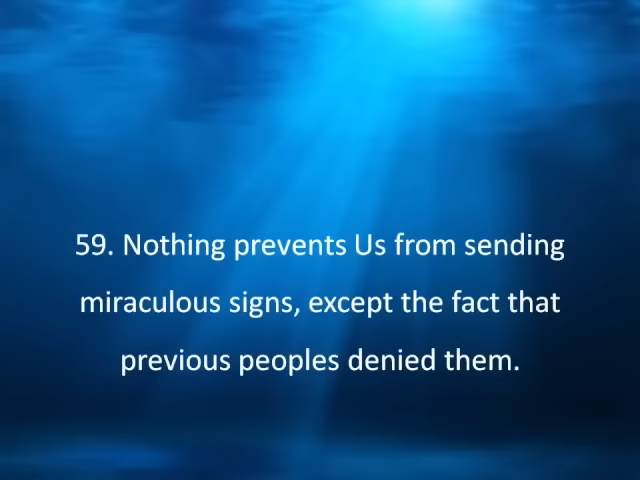 59. Nothing prevents Us from sending
miraculous signs, except the fact that
previous peoples denied them.